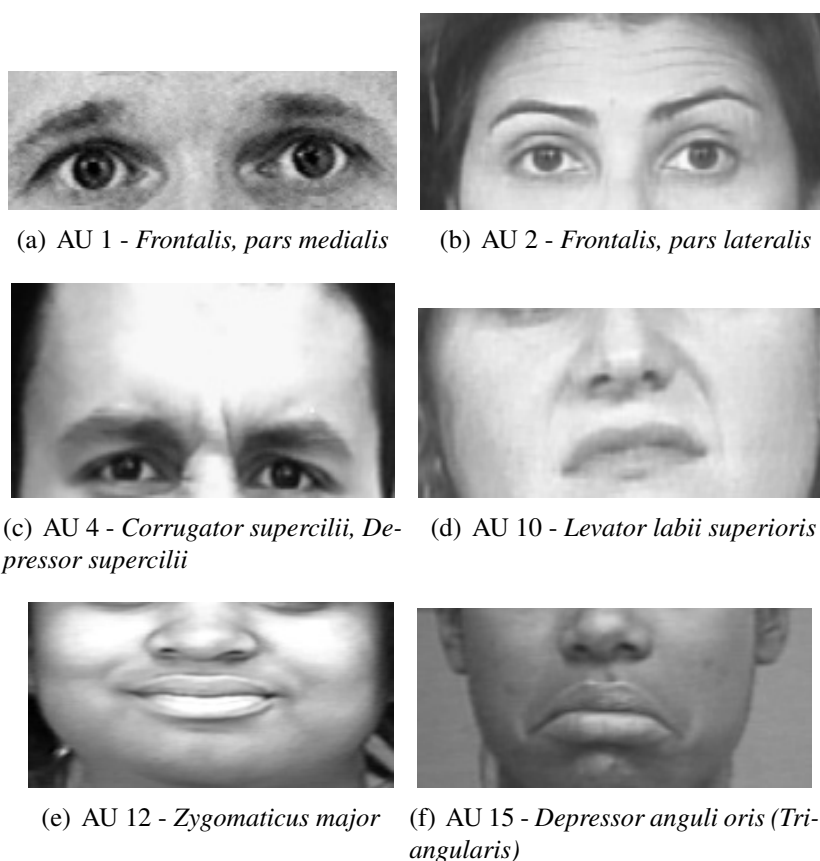 (a) AU 1 - Frontalis, pars medialis
(b) AU 2 - Frontalis, pars lateralis
(c) AU 4 - Corrugator supercilii, De-
pressor supercilii
(d) AU 10 - Levator labii superioris
(e) AU 12 - Zygomaticus major
(f) AU 15 - Depressor anguli oris (Tri-
angularis)